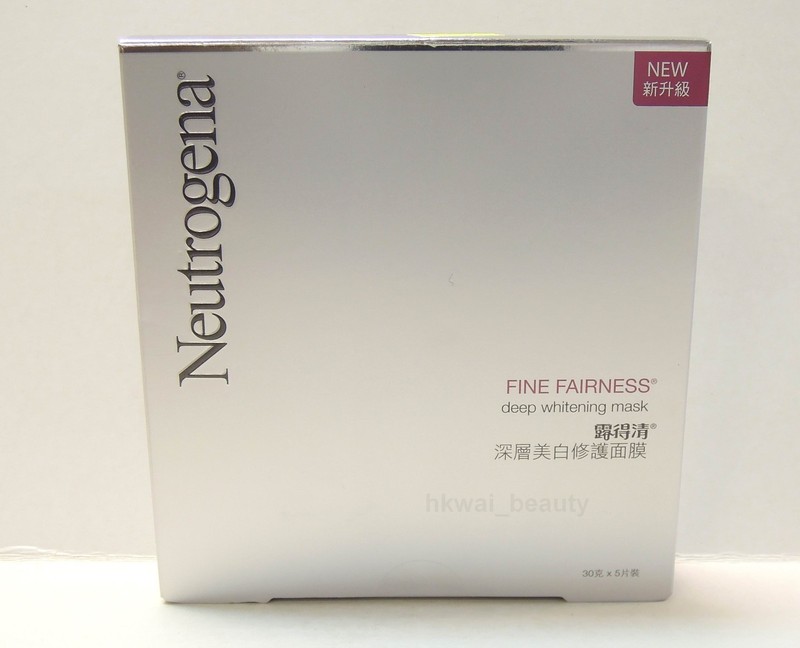 Neutrogena®
NEW
新升級
FINE FAIRNESS®
deep whitening mask
露得清®
深層美白修護面膜
hkwai_beauty
30克 x 5片裝